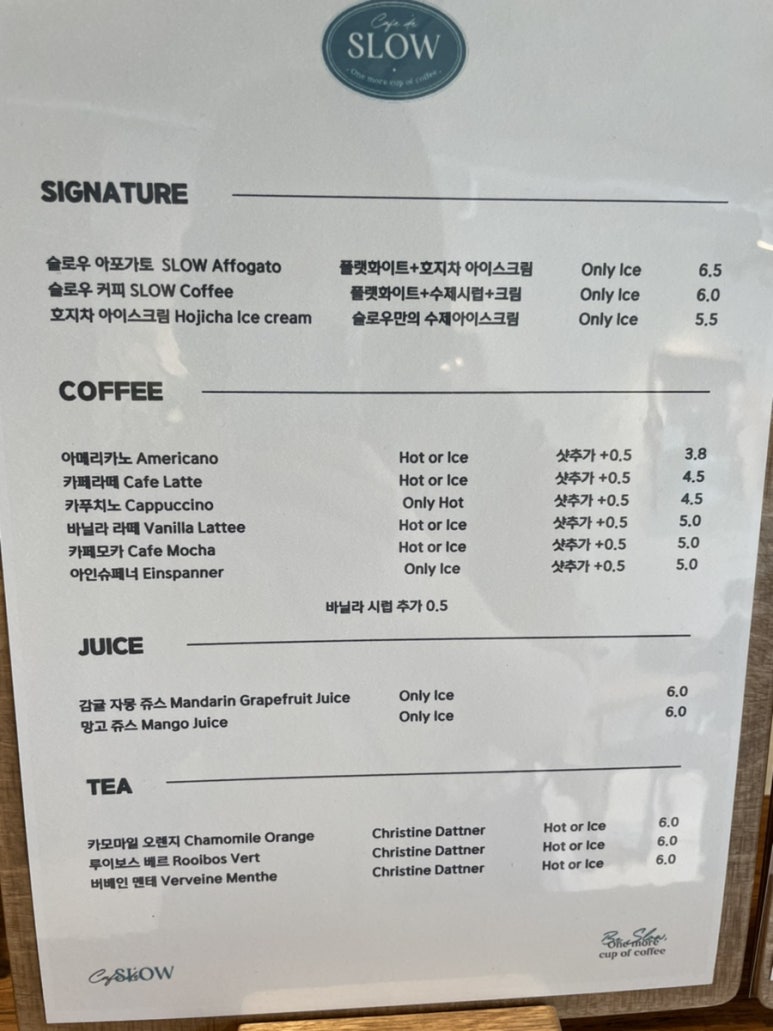 Cafe de
SLOW
One more cup of coffee
SIGNATURE
슬로우 아포가토 SLOW Affogato 플랫화이트+호지차 아이스크림 Only Ice 6.5
슬로우 커피 SLOW Coffee 플랫화이트+수제시럽+크림 Only Ice 6.0
호지차 아이스크림 Hojicha Ice cream 슬로우만의 수제아이스크림 Only Ice 5.5
COFFEE
아메리카노 Americano Hot or Ice 샷추가 +0.5 3.8
카페라떼 Cafe Latte Hot or Ice 샷추가 +0.5 4.5
카푸치노 Cappuccino Only Hot 샷추가 +0.5 4.5
바닐라 라떼 Vanilla Lattee Hot or Ice 샷추가 +0.5 5.0
카페모카 Cafe Mocha Hot or Ice 샷추가 +0.5 5.0
아인슈페너 Einspanner Only Ice 샷추가 +0.5 5.0
바닐라 시럽 추가 0.5
JUICE
감귤 자몽 쥬스 Mandarin Grapefruit Juice Only Ice 6.0
망고 쥬스 Mango Juice Only Ice 6.0
TEA
카모마일 오렌지 Chamomile Orange Christine Dattner Hot or Ice 6.0
루이보스 베르 Rooibos Vert Christine Dattner Hot or Ice 6.0
버베인 맨테 Verveine Menthe Christine Dattner Hot or Ice 6.0
Cafe de SLOW
Be Slow.
One more
cup of coffee